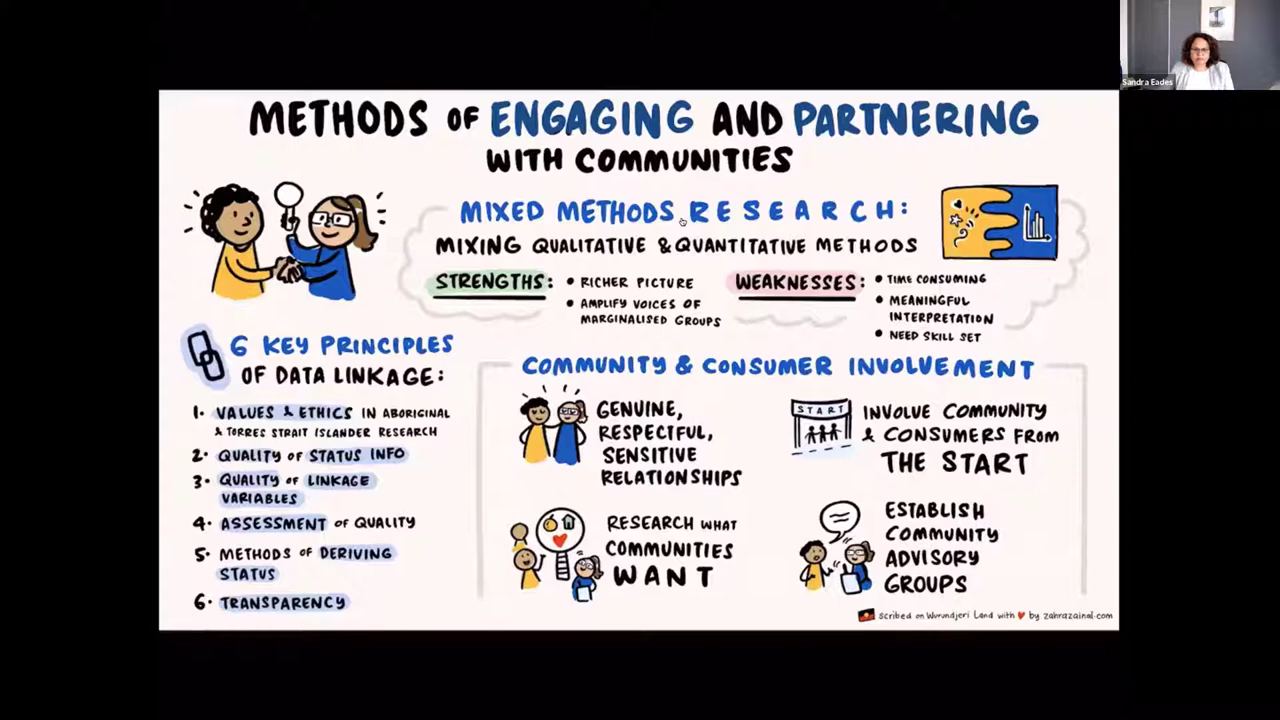 Sandra Eades
METHODS OF ENGAGING AND PARTNERING
WITH COMMUNITIES
MIXED METHODS RESEARCH:
MIXING QUALITATIVE & QUANTITATIVE METHODS
STRENGTHS:
• RICHER PICTURE
• AMPLIFY VOICES OF
MARGINALISED GROUPS
WEAKNESSES:
• TIME CONSUMING
• MEANINGFUL
INTERPRETATION
• NEED SKILL SET
6 KEY PRINCIPLES
OF DATA LINKAGE:
1. VALUES & ETHICS IN ABORIGINAL
& TORRES STRAIT ISLANDER RESEARCH
2. QUALITY OF STATUS INFO
3. QUALITY OF LINKAGE
VARIABLES
4. ASSESSMENT OF QUALITY
5. METHODS OF DERIVING
STATUS
6. TRANSPARENCY
COMMUNITY & CONSUMER INVOLVEMENT
GENUINE,
RESPECTFUL,
SENSITIVE
RELATIONSHIPS
START
INVOLVE COMMUNITY
& CONSUMERS FROM
THE START
RESEARCH WHAT
COMMUNITIES
WANT
ESTABLISH
COMMUNITY
ADVISORY
GROUPS
scribed on Wurundjeri Land with ♥ by zahrazainal.com